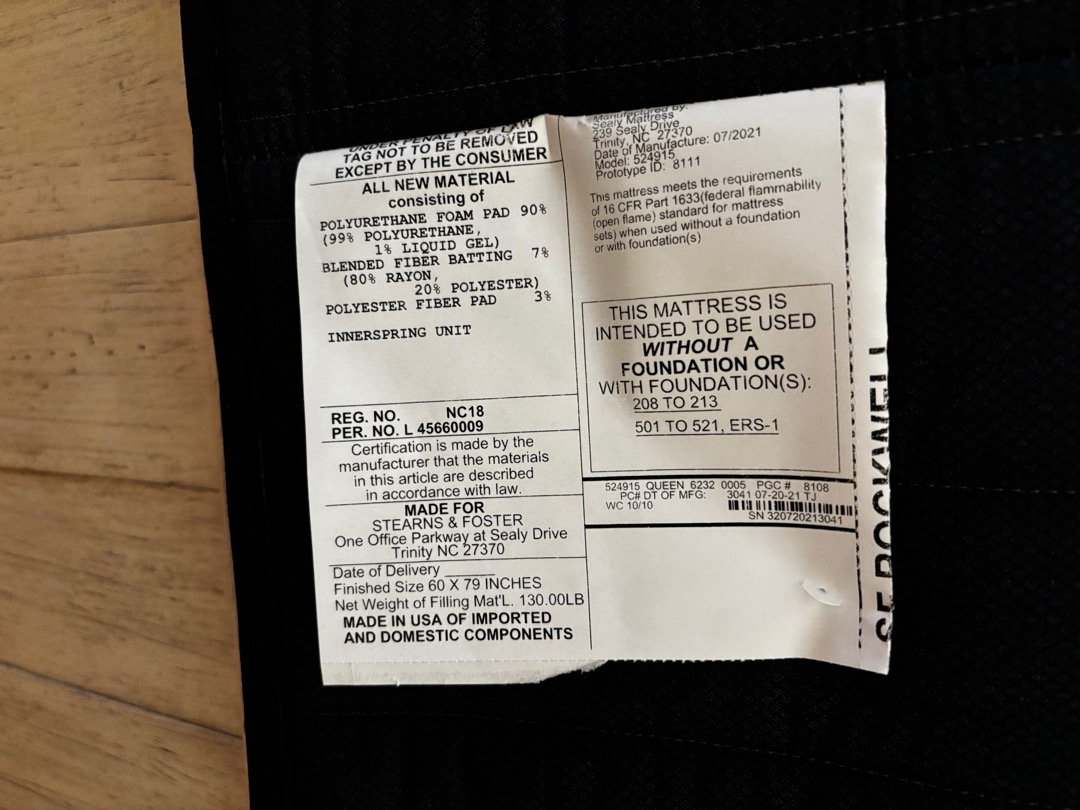 UNDER PENALTY OF LAW
TAG NOT TO BE REMOVED
EXCEPT BY THE CONSUMER
ALL NEW MATERIAL
consisting of
POLYURETHANE FOAM PAD 90%
(99% POLYURETHANE,
1% LIQUID GEL)
BLENDED FIBER BATTING 7%
(80% RAYON,
20% POLYESTER)
POLYESTER FIBER PAD 3%
INNERSPRING UNIT
REG. NO. NC18
PER. NO. L 45660009
Certification is made by the
manufacturer that the materials
in this article are described
in accordance with law.
MADE FOR
STEARNS & FOSTER
One Office Parkway at Sealy Drive
Trinity NC 27370
Date of Delivery ______
Finished Size 60 X 79 INCHES
Net Weight of Filling Mat'L. 130.00LB
MADE IN USA OF IMPORTED
AND DOMESTIC COMPONENTS
Manufactured by:
Sealy Mattress
239 Sealy Drive
Trinity, NC 27370
Date of Manufacture: 07/2021
Model: 524915
Prototype ID: 8111
This mattress meets the requirements
of 16 CFR Part 1633(federal flammability
(open flame) standard for mattress
sets) when used without a foundation
or with foundation(s)
THIS MATTRESS IS
INTENDED TO BE USED
WITHOUT A
FOUNDATION OR
WITH FOUNDATION(S):
208 TO 213
501 TO 521, ERS-1
524915 QUEEN 6232 0005 PGC # 8108
PC# DT OF MFG: 3041 07-20-21 TJ
WC 10/10
SN 320720213041
SF ROCKWELL